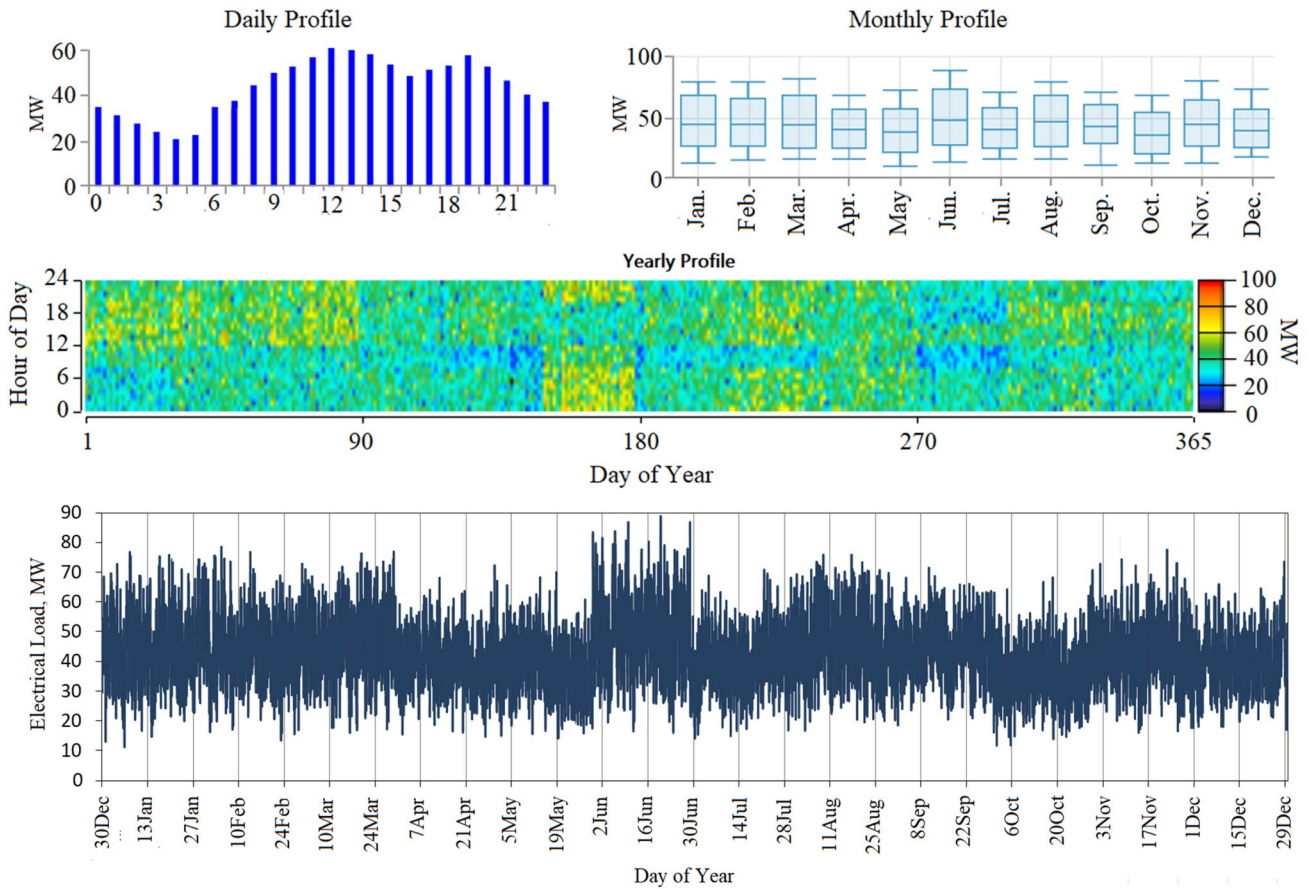 Daily Profile
60
40
20
0
MW
0 3 6 9 12 15 18 21
Monthly Profile
100
50
0
MW
Jan. Feb. Mar. Apr. May Jun. Jul. Aug. Sep. Oct. Nov. Dec.
Yearly Profile
24
18
12
6
0
Hour of Day
100
80
60
40
20
0
MW
1 90 180 270 365
Day of Year
90
80
70
60
50
40
30
20
10
0
Electrical Load, MW
30Dec 13Jan 27Jan 10Feb 24Feb 10Mar 24Mar 7Apr 21Apr 5May 19May 2Jun 16Jun 30Jun 14Jul 28Jul 11Aug 25Aug 8Sep 22Sep 6Oct 20Oct 3Nov 17Nov 1Dec 15Dec 29Dec
Day of Year